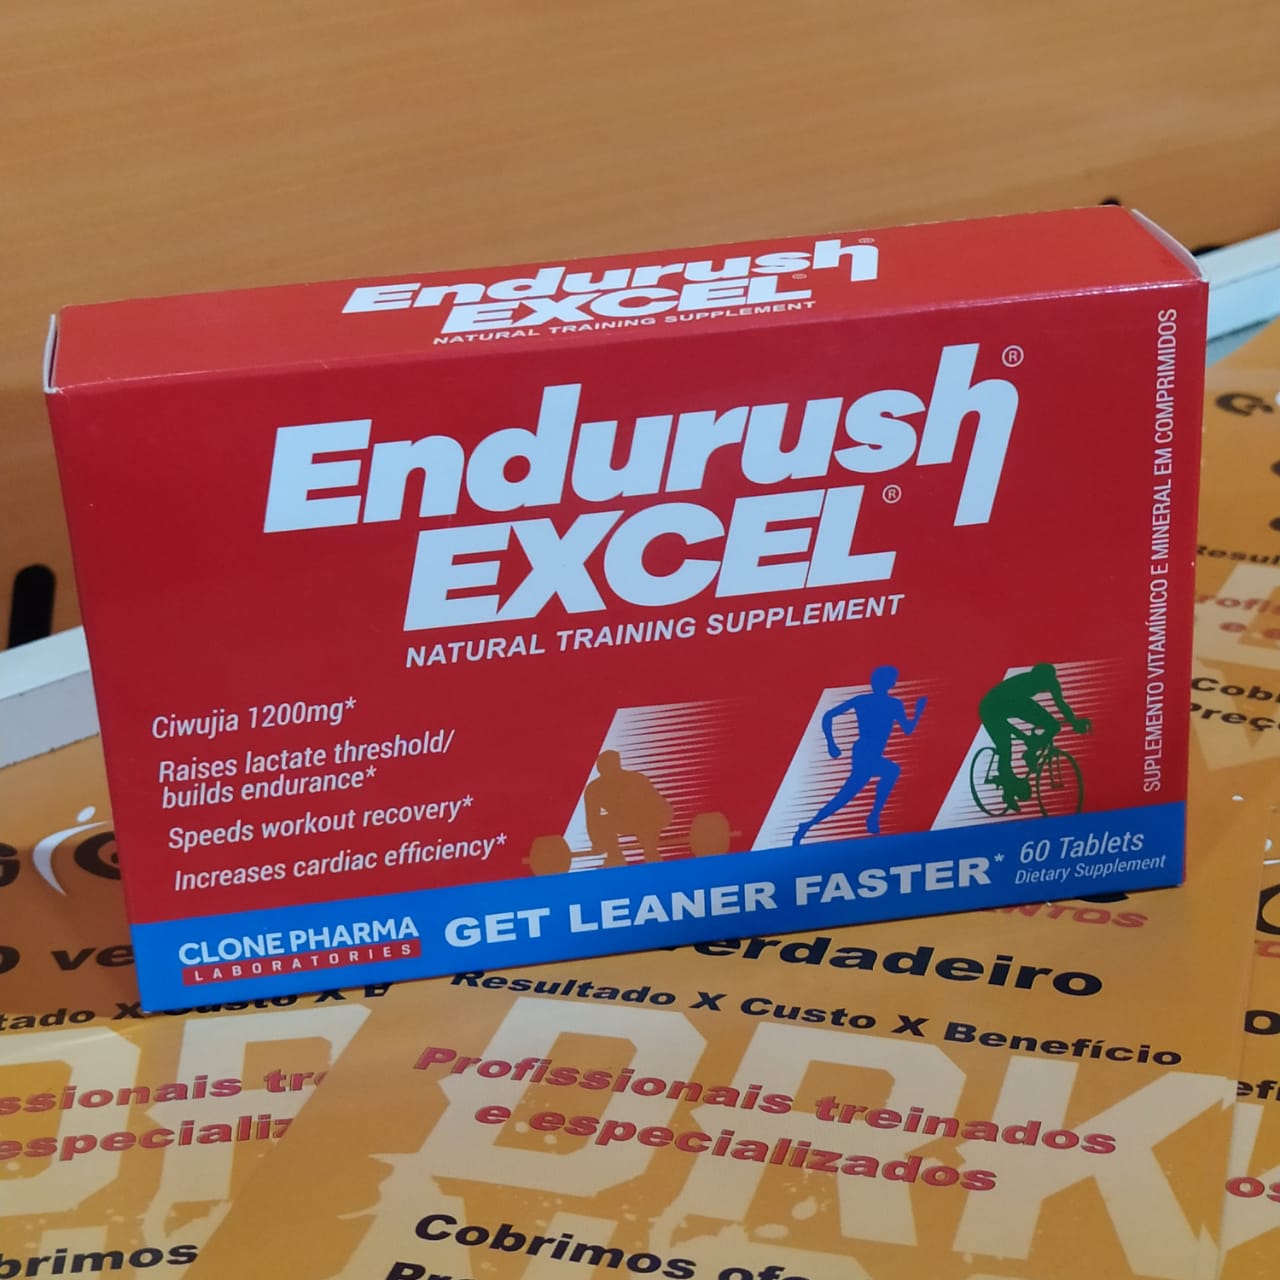 Endurush®
EXCEL®
NATURAL TRAINING SUPPLEMENT
Endurush®
EXCEL®
NATURAL TRAINING SUPPLEMENT
Ciwujia 1200mg*
Raises lactate threshold/
builds endurance*
Speeds workout recovery*
Increases cardiac efficiency*
SUPLEMENTO VITAMÍNICO E MINERAL EM COMPRIMIDOS
CLONE PHARMA
LABORATORIES
GET LEANER FASTER*
60 Tablets
Dietary Supplement
Resultado X Custo X Benefício
Profissionais treinados
e especializados
Cobrimos